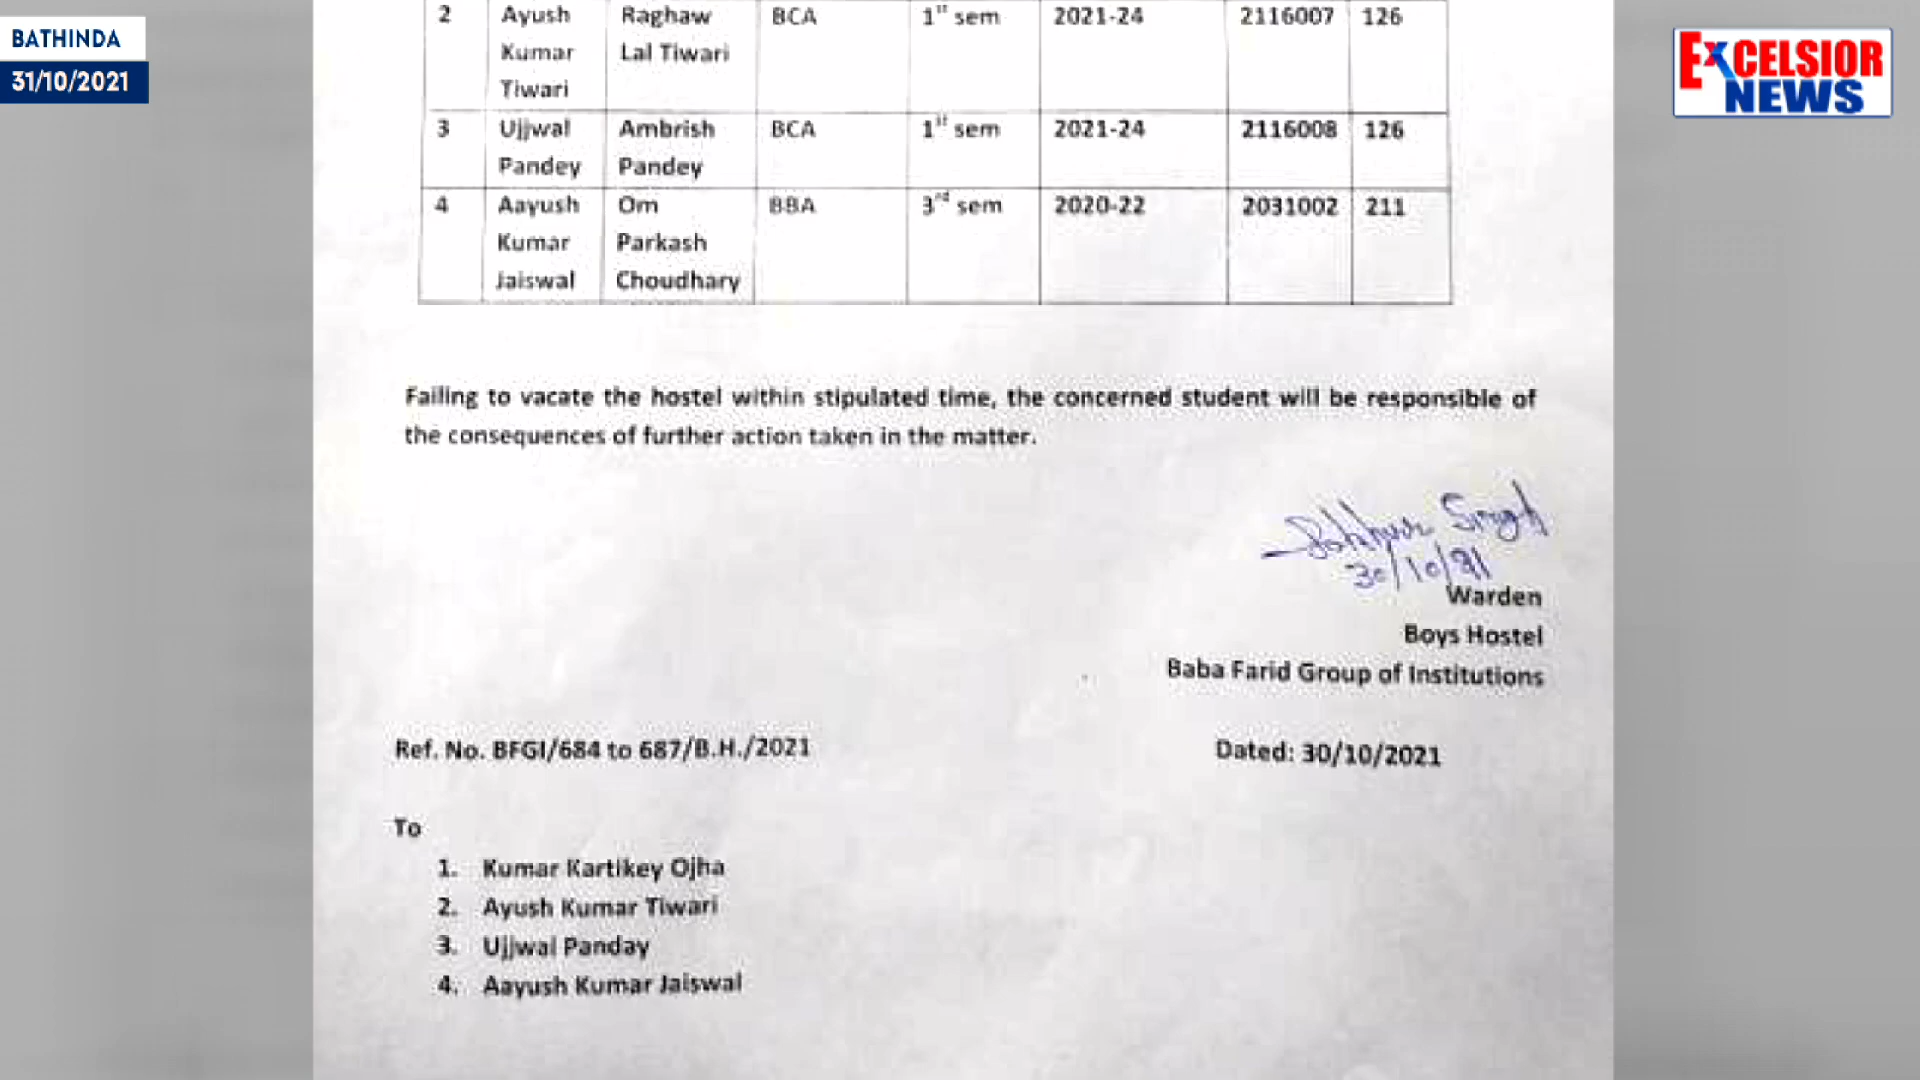 BATHINDA
31/10/2021
EXCELSIOR
NEWS
2 Ayush Raghaw BCA 1st sem 2021-24 2116007 126
Kumar Lal Tiwari
Tiwari
3 Ujjwal Ambrish BCA 1st sem 2021-24 2116008 126
Pandey Pandey
4 Aayush Om BBA 3rd sem 2020-22 2031002 211
Kumar Parkash
Jaiswal Choudhary
Failing to vacate the hostel within stipulated time, the concerned student will be responsible of
the consequences of further action taken in the matter.
Singh
30/10/21
Warden
Boys Hostel
Baba Farid Group of Institutions
Ref. No. BFGI/684 to 687/B.H./2021 Dated: 30/10/2021
To
1. Kumar Kartikey Ojha
2. Ayush Kumar Tiwari
3. Ujjwal Panday
4. Aayush Kumar Jaiswal